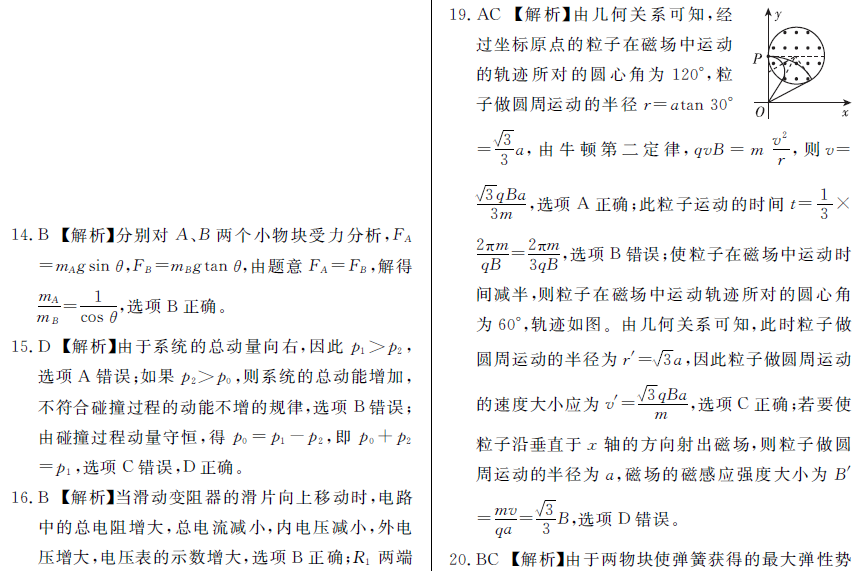 14. B 【解析】分别对 A、B 两个小物块受力分析,F_A
=m_A g sin θ,F_B=m_B g tan θ,由题意 F_A=F_B,解得
m_A/m_B=1/cos θ,选项 B 正确。
15. D 【解析】由于系统的总动量向右,因此 p₁>p₂,
选项 A 错误;如果 p₂>p₀,则系统的总动能增加,
不符合碰撞过程的动能不增的规律,选项 B 错误;
由碰撞过程动量守恒,得 p₀=p₁-p₂,即 p₀+p₂
=p₁,选项 C 错误,D 正确。
16. B 【解析】当滑动变阻器的滑片向上移动时,电路
中的总电阻增大,总电流减小,内电压减小,外电
压增大,电压表的示数增大,选项 B 正确;R₁ 两端
19. AC 【解析】由几何关系可知,经
过坐标原点的粒子在磁场中运动
的轨迹所对的圆心角为 120°,粒
子做圆周运动的半径 r=atan 30°
y
P
O
x
=√3/3 a,由牛顿第二定律,qvB=m v²/r,则 v=
√3qBa/3m,选项 A 正确;此粒子运动的时间 t=1/3×
2πm/qB=2πm/3qB,选项 B 错误;使粒子在磁场中运动时
间减半,则粒子在磁场中运动轨迹所对的圆心角
为 60°,轨迹如图。由几何关系可知,此时粒子做
圆周运动的半径为 r′=√3a,因此粒子做圆周运动
的速度大小应为 v′=√3qBa/m,选项 C 正确;若要使
粒子沿垂直于 x 轴的方向射出磁场,则粒子做圆
周运动的半径为 a,磁场的磁感应强度大小为 B′
=mv/qa=√3/3 B,选项 D 错误。
20. BC 【解析】由于两物块使弹簧获得的最大弹性势